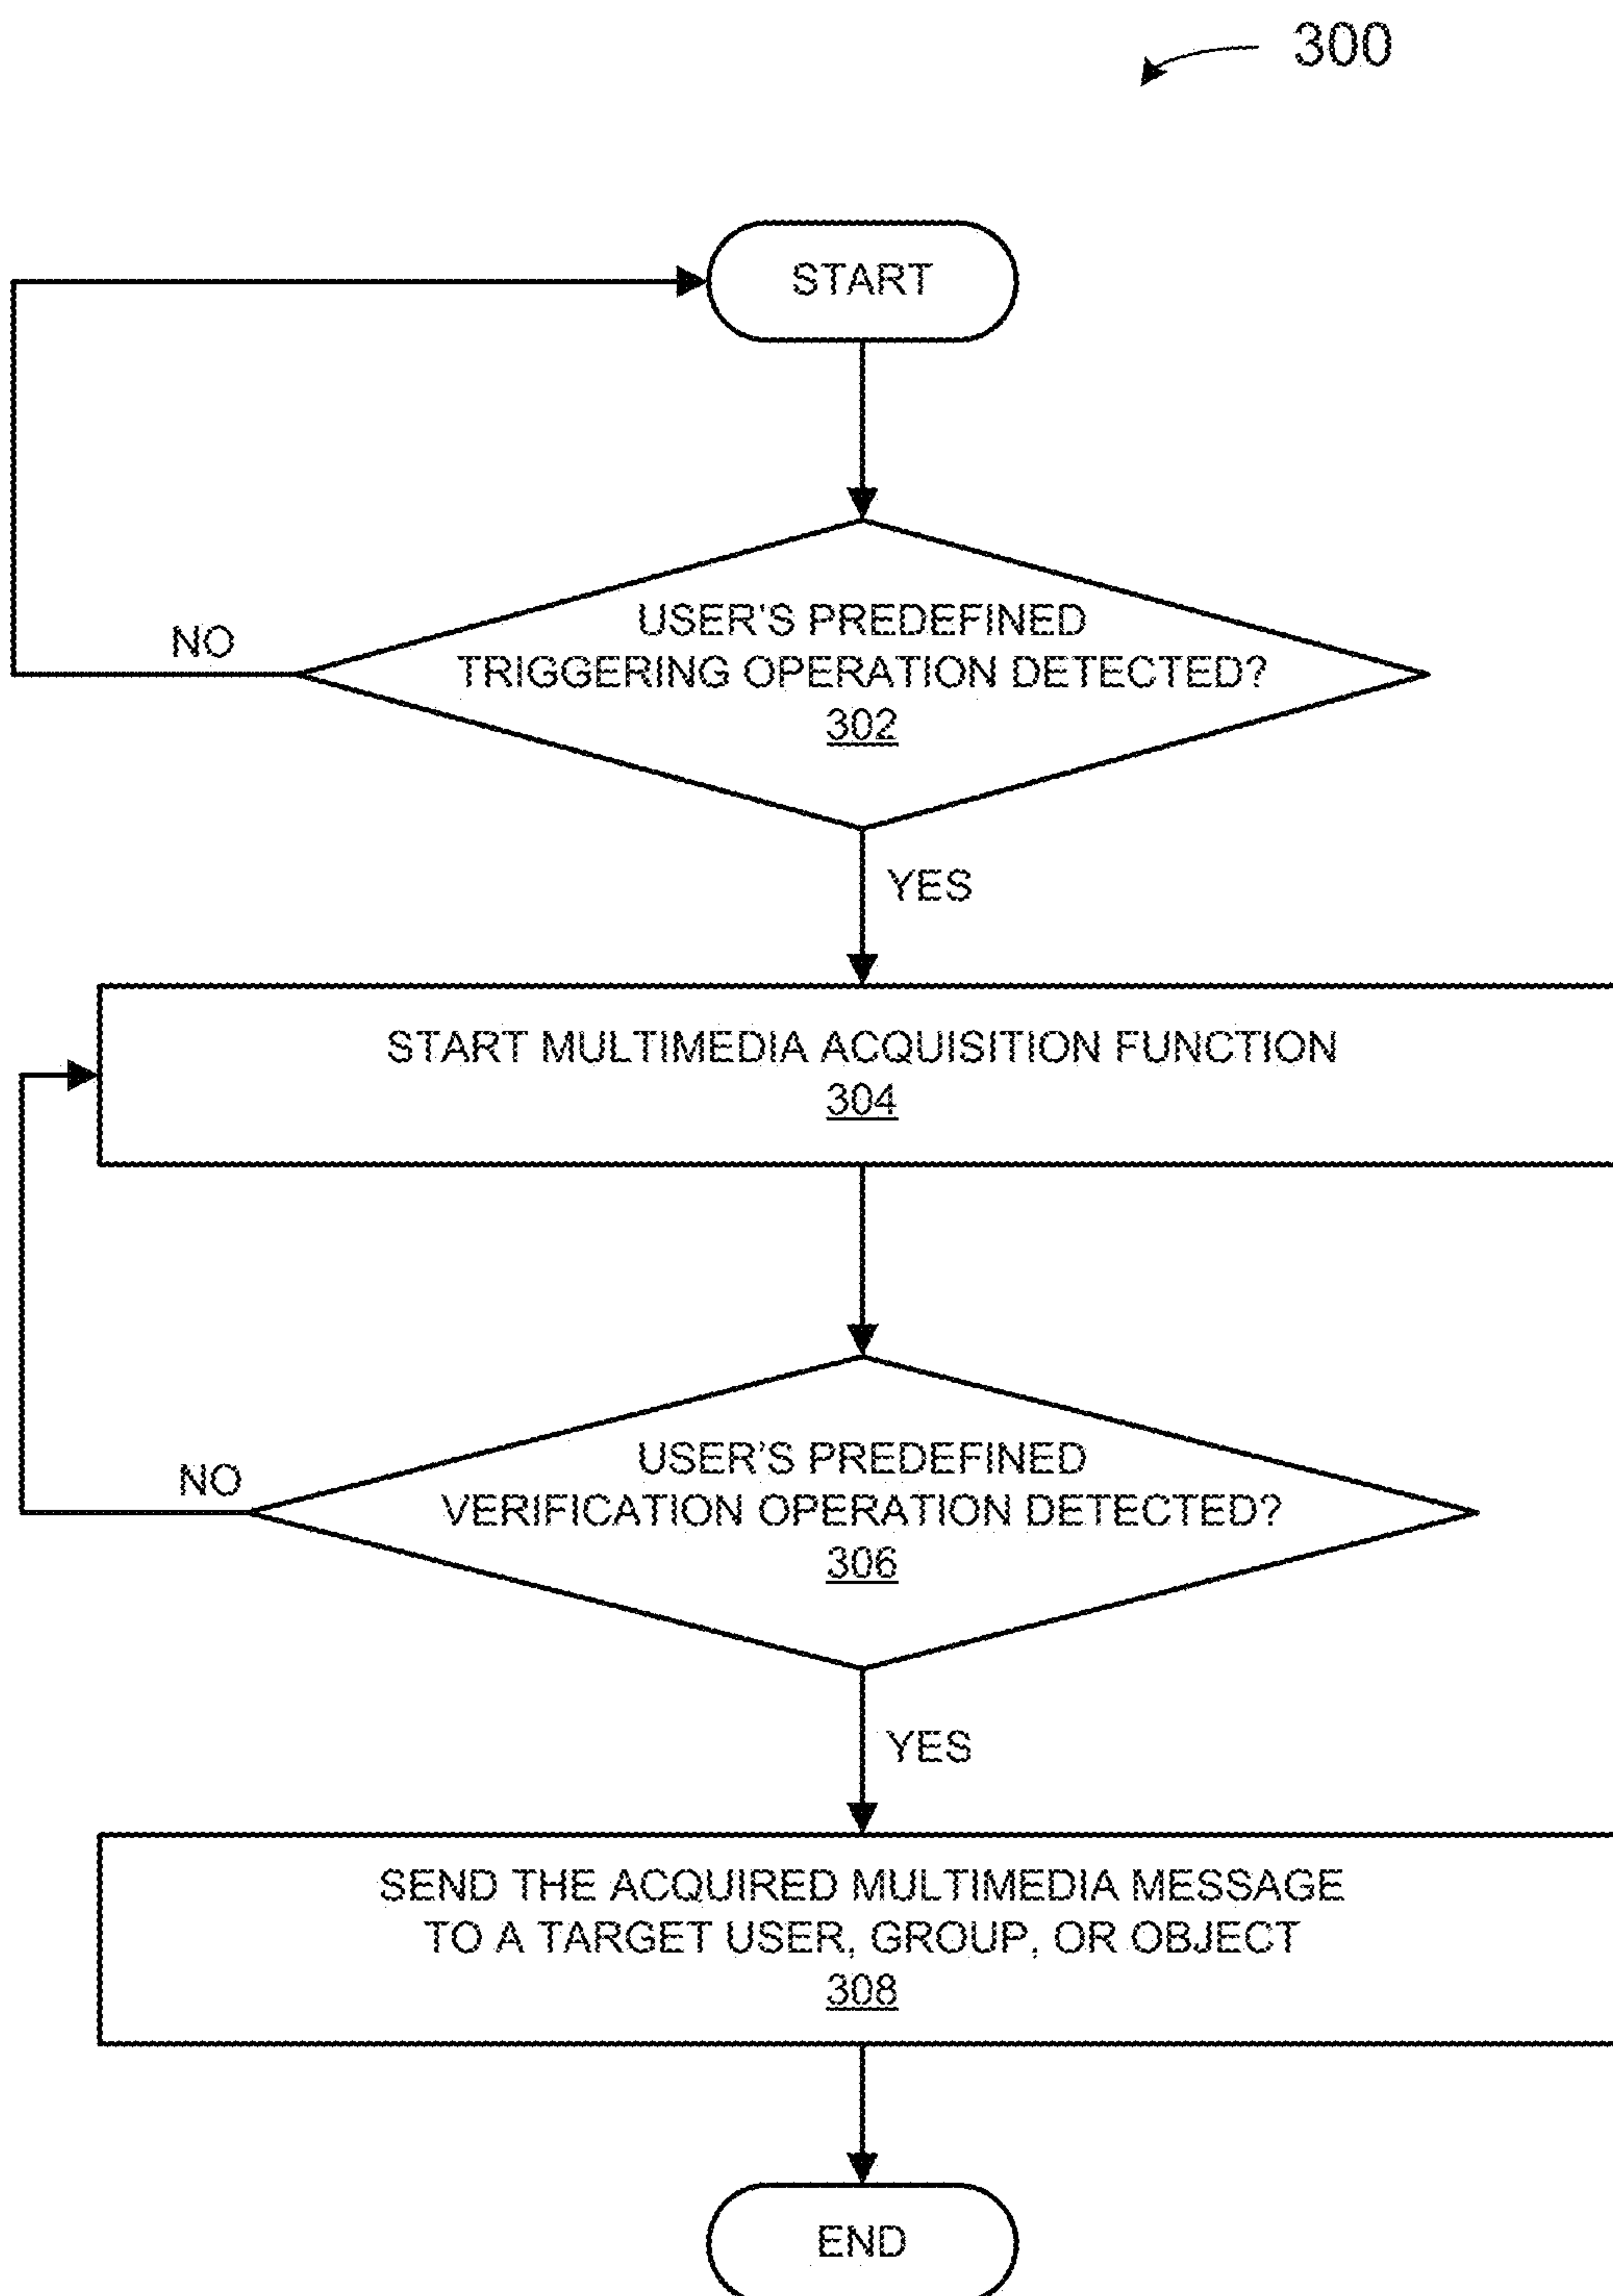 300
START
NO
USER'S PREDEFINED
TRIGGERING OPERATION DETECTED?
302
YES
START MULTIMEDIA ACQUISITION FUNCTION
304
NO
USER'S PREDEFINED
VERIFICATION OPERATION DETECTED?
306
YES
SEND THE ACQUIRED MULTIMEDIA MESSAGE
TO A TARGET USER, GROUP, OR OBJECT
308
END